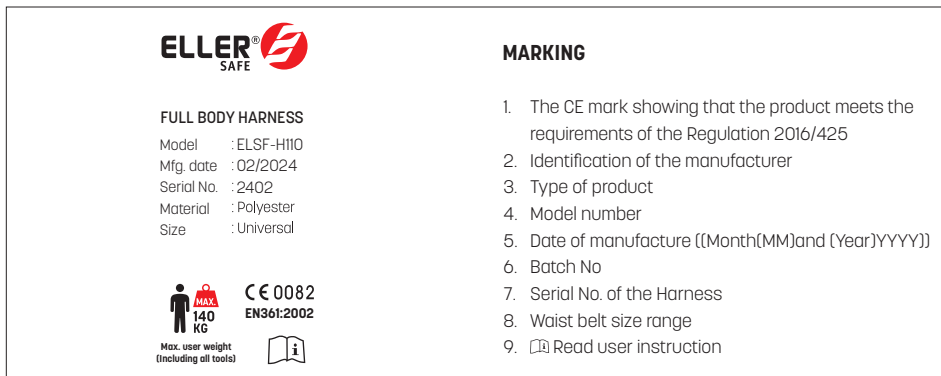 ELLER®
SAFE
FULL BODY HARNESS
Model : ELSF-H110
Mfg. date : 02/2024
Serial No. : 2402
Material : Polyester
Size : Universal
MAX.
140
KG
Max. user weight
(Including all tools)
CE 0082
EN361:2002
i
MARKING
1. The CE mark showing that the product meets the
requirements of the Regulation 2016/425
2. Identification of the manufacturer
3. Type of product
4. Model number
5. Date of manufacture ((Month(MM)and (Year)YYYY))
6. Batch No
7. Serial No. of the Harness
8. Waist belt size range
9. Read user instruction